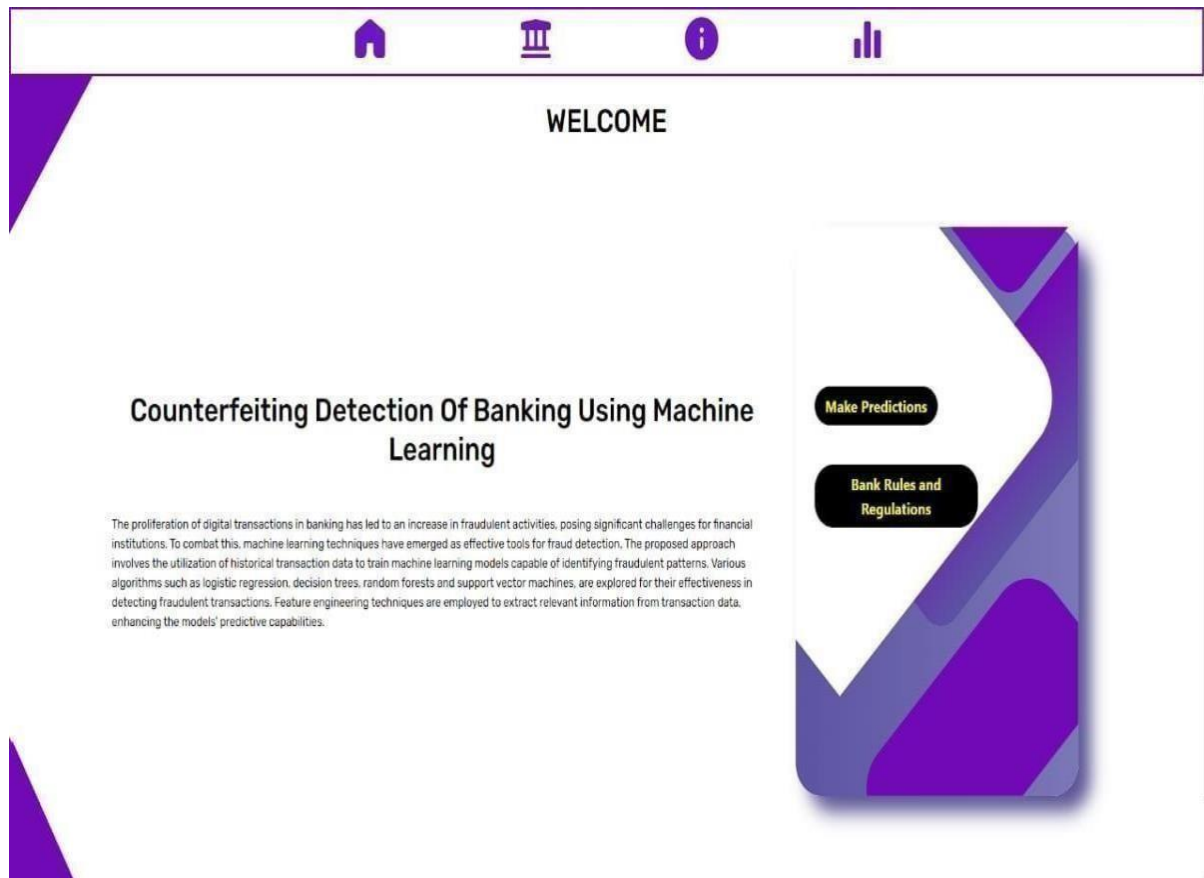 WELCOME
Counterfeiting Detection Of Banking Using Machine
Learning
The proliferation of digital transactions in banking has led to an increase in fraudulent activities, posing significant challenges for financial
institutions. To combat this, machine learning techniques have emerged as effective tools for fraud detection. The proposed approach
involves the utilization of historical transaction data to train machine learning models capable of identifying fraudulent patterns. Various
algorithms such as logistic regression, decision trees, random forests and support vector machines, are explored for their effectiveness in
detecting fraudulent transactions. Feature engineering techniques are employed to extract relevant information from transaction data,
enhancing the models' predictive capabilities.
Make Predictions
Bank Rules and
Regulations